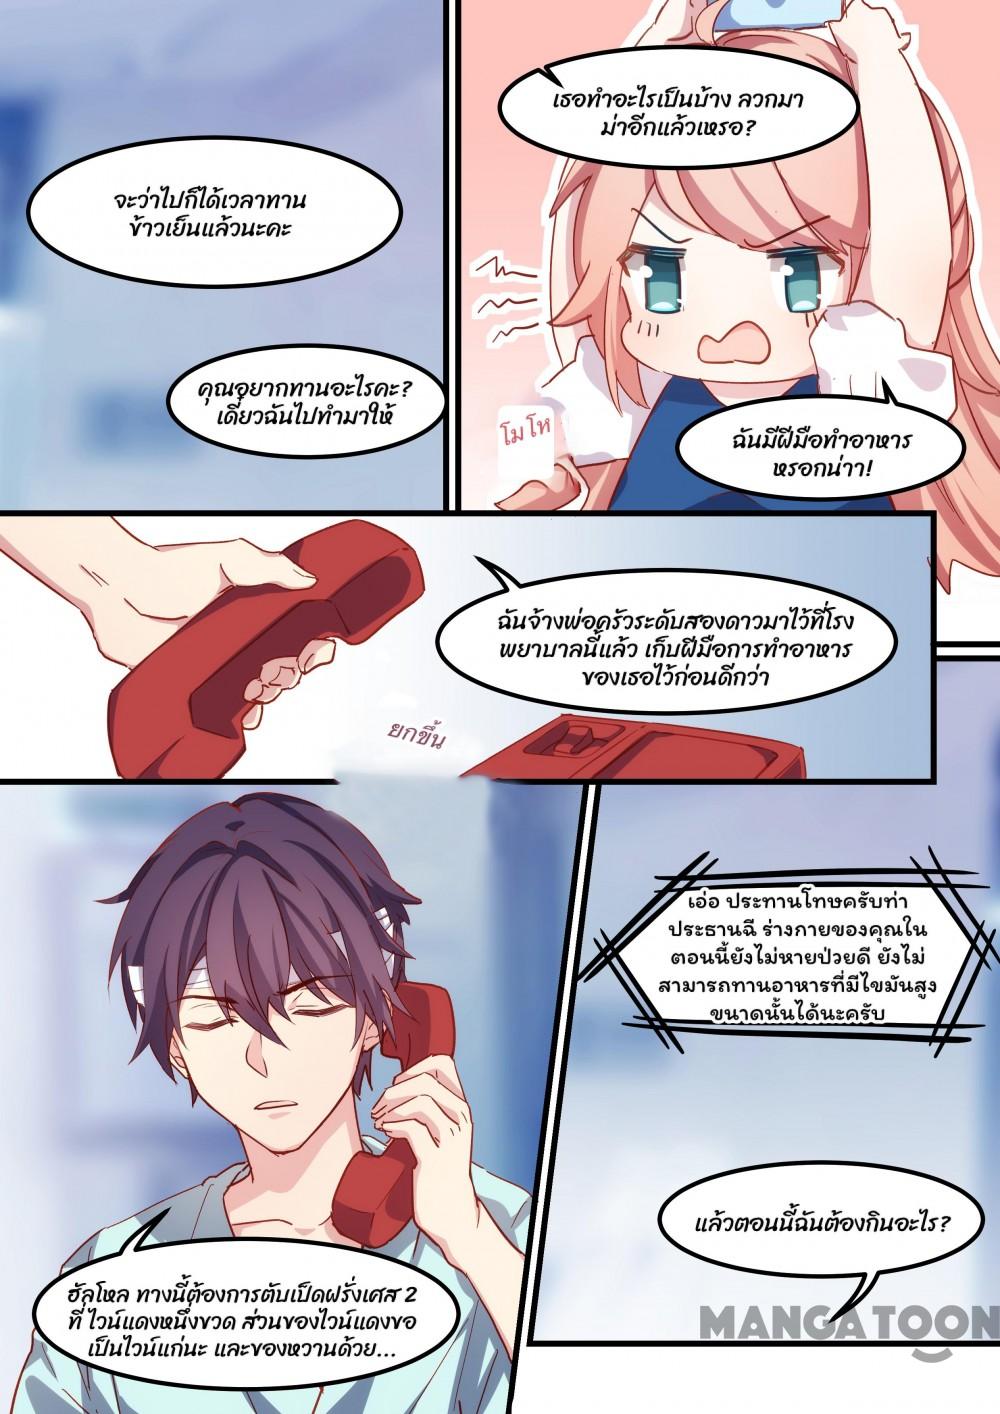 จะว่าไปก็ได้เวลาทาน
ข้าวเย็นแล้วนะคะ
คุณอยากทานอะไรคะ?
เดี๋ยวฉันไปทำมาให้
เธอทำอะไรเป็นบ้าง ลวกมา
ม่าอีกแล้วเหรอ?
โมโห
ฉันมีฝีมือทำอาหาร
หรอกน่าา!
ฉันจ้างพ่อครัวระดับสองดาวมาไว้ที่โรง
พยาบาลนี้แล้ว เก็บฝีมือการทำอาหาร
ของเธอไว้ก่อนดีกว่า
ยกขึ้น
ฮัลโหล ทางนี้ต้องการตับเป็ดฝรั่งเศส 2
ที่ ไวน์แดงหนึ่งขวด ส่วนของไวน์แดงขอ
เป็นไวน์แก่นะ และของหวานด้วย...
เอ่อ ประทานโทษครับท่า
ประธานฉี ร่างกายของคุณใน
ตอนนี้ยังไม่หายป่วยดี ยังไม่
สามารถทานอาหารที่มีไขมันสูง
ขนาดนั้นได้นะครับ
แล้วตอนนี้ฉันต้องกินอะไร?
MANGATOON